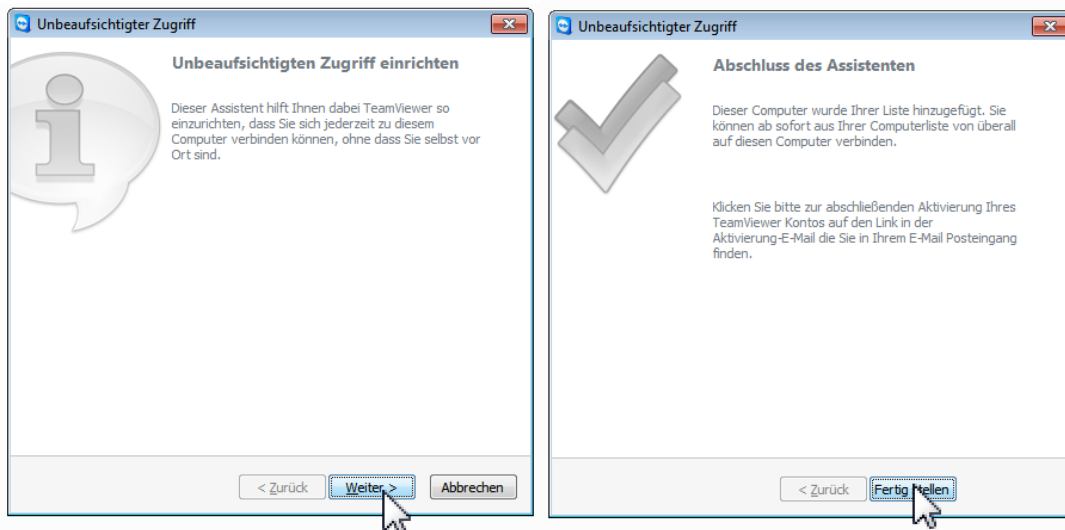 Unbeaufsichtigter Zugriff
Unbeaufsichtigten Zugriff einrichten
Dieser Assistent hilft Ihnen dabei TeamViewer so
einzurichten, dass Sie sich jederzeit zu diesem
Computer verbinden können, ohne dass Sie selbst vor
Ort sind.
< Zurück
Weiter >
Abbrechen
Unbeaufsichtigter Zugriff
Abschluss des Assistenten
Dieser Computer wurde Ihrer Liste hinzugefügt. Sie
können ab sofort aus Ihrer Computerliste von überall
auf diesen Computer verbinden.
Klicken Sie bitte zur abschließenden Aktivierung Ihres
TeamViewer Kontos auf den Link in der
Aktivierung-E-Mail die Sie in Ihrem E-Mail Posteingang
finden.
< Zurück
Fertig stellen